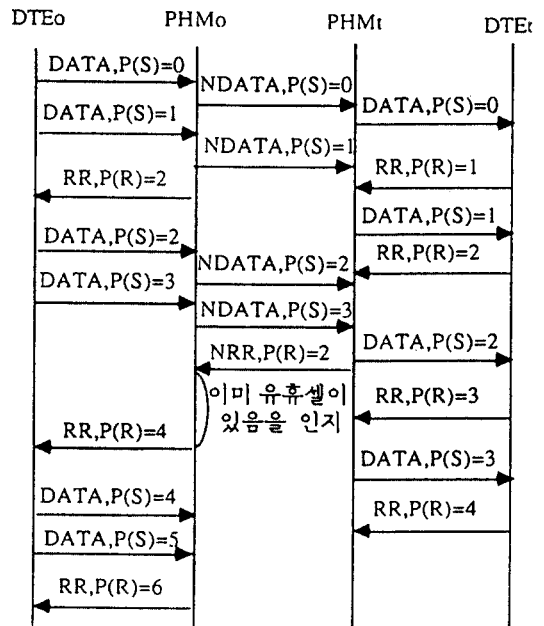 DTEo PHMo PHMt DTEt
DATA,P(S)=0
NDATA,P(S)=0
DATA,P(S)=0
DATA,P(S)=1
NDATA,P(S)=1
RR,P(R)=1
RR,P(R)=2
DATA,P(S)=1
DATA,P(S)=2
RR,P(R)=2
NDATA,P(S)=2
DATA,P(S)=3
NDATA,P(S)=3
DATA,P(S)=2
NRR,P(R)=2
이미 유휴셀이
있음을 인지
RR,P(R)=3
RR,P(R)=4
DATA,P(S)=3
DATA,P(S)=4
RR,P(R)=4
DATA,P(S)=5
RR,P(R)=6